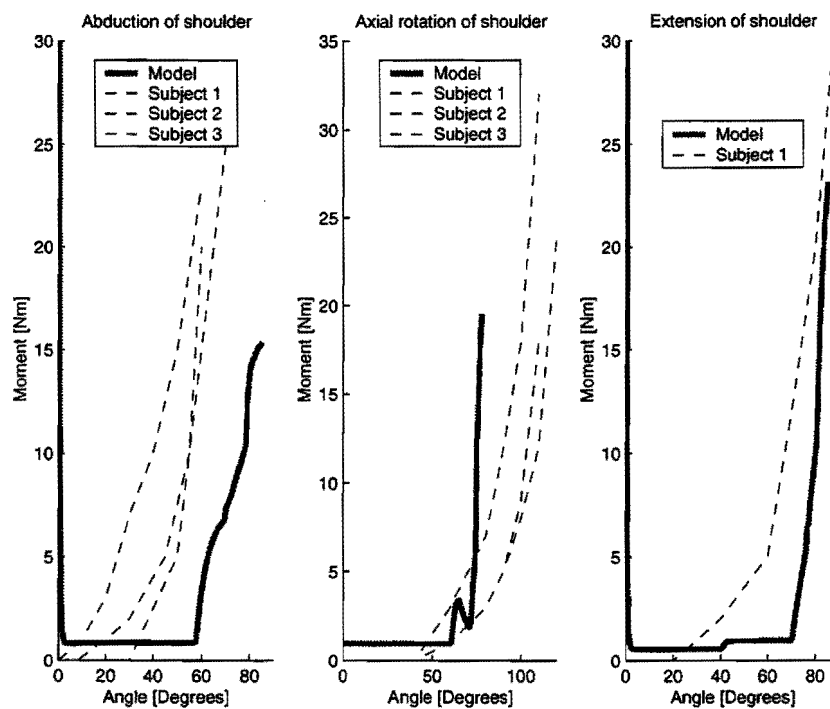 Abduction of shoulder
30
25
20
15
10
5
0
Moment [Nm]
Model
Subject 1
Subject 2
Subject 3
0 20 40 60 80
Angle [Degrees]
Axial rotation of shoulder
35
30
25
20
15
10
5
0
Moment [Nm]
Model
Subject 1
Subject 2
Subject 3
0 50 100
Angle [Degrees]
Extension of shoulder
30
25
20
15
10
5
0
Moment [Nm]
Model
Subject 1
0 20 40 60 80
Angle [Degrees]